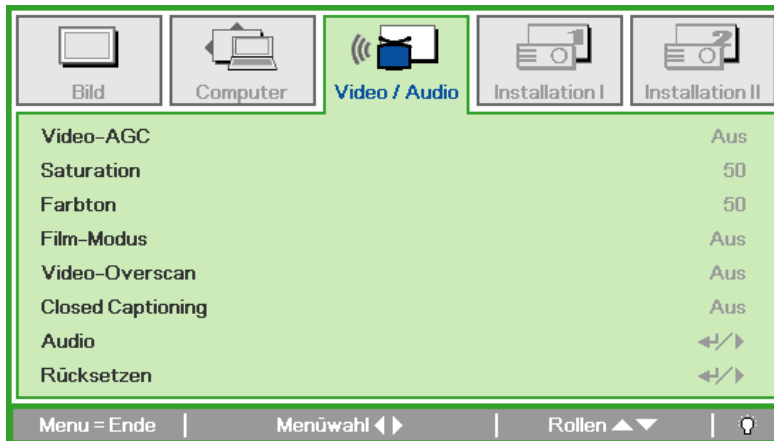 Bild
Computer
Video / Audio
Installation I
Installation II
Video-AGC Aus
Saturation 50
Farbton 50
Film-Modus Aus
Video-Overscan Aus
Closed Captioning Aus
Audio
Rücksetzen
Menu = Ende | Menüwahl ◀▶ | Rollen ▲▼ |